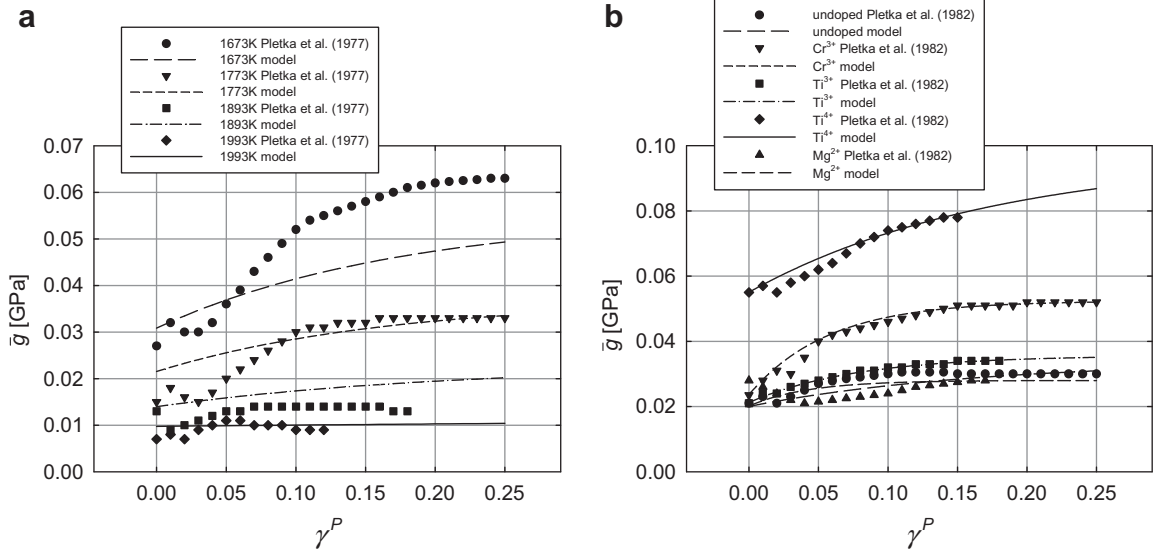 a
1673K Pletka et al. (1977)
1673K model
1773K Pletka et al. (1977)
1773K model
1893K Pletka et al. (1977)
1893K model
1993K Pletka et al. (1977)
1993K model
0.07
0.06
0.05
0.04
0.03
0.02
0.01
0.00
g̅ [GPa]
0.00 0.05 0.10 0.15 0.20 0.25
γᴾ
b
undoped Pletka et al. (1982)
undoped model
Cr³⁺ Pletka et al. (1982)
Cr³⁺ model
Ti³⁺ Pletka et al. (1982)
Ti³⁺ model
Ti⁴⁺ Pletka et al. (1982)
Ti⁴⁺ model
Mg²⁺ Pletka et al. (1982)
Mg²⁺ model
0.10
0.08
0.06
0.04
0.02
0.00
g̅ [GPa]
0.00 0.05 0.10 0.15 0.20 0.25
γᴾ